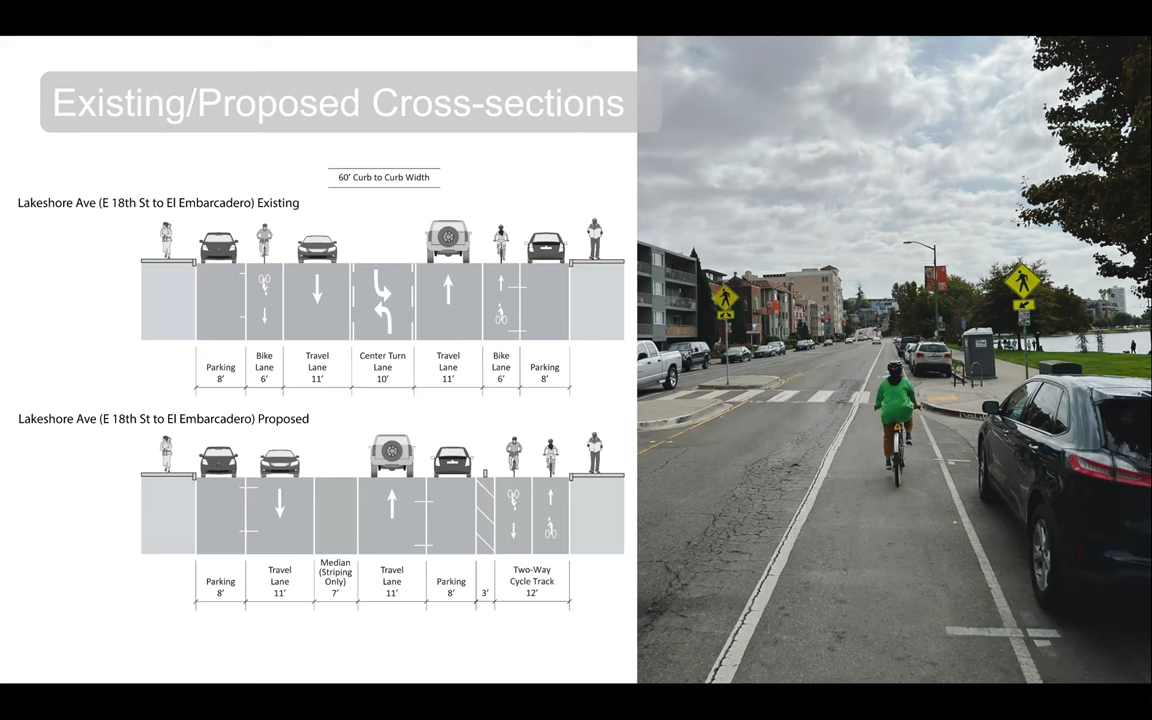 Existing/Proposed Cross-sections
60' Curb to Curb Width
Lakeshore Ave (E 18th St to El Embarcadero) Existing
Parking
8'
Bike
Lane
6'
Travel
Lane
11'
Center Turn
Lane
10'
Travel
Lane
11'
Bike
Lane
6'
Parking
8'
Lakeshore Ave (E 18th St to El Embarcadero) Proposed
Parking
8'
Travel
Lane
11'
Median
(Striping
Only)
7'
Travel
Lane
11'
Parking
8'
3'
Two-Way
Cycle Track
12'